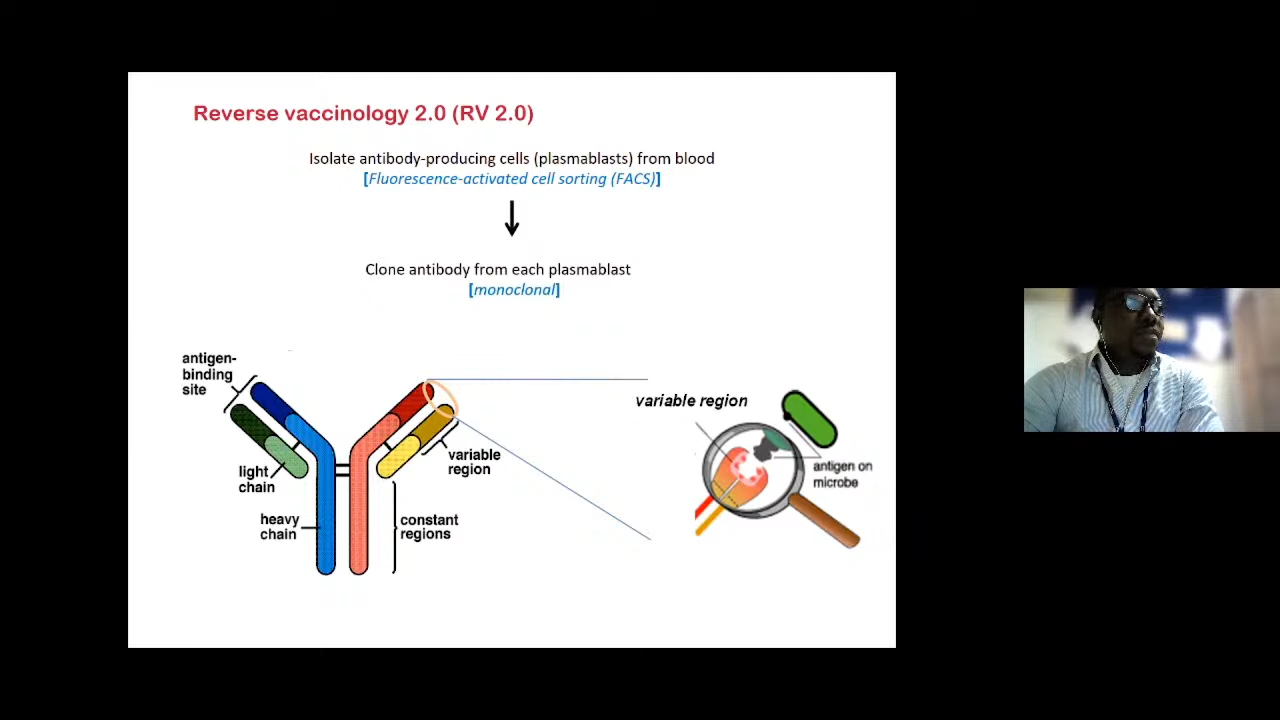 Reverse vaccinology 2.0 (RV 2.0)
Isolate antibody-producing cells (plasmablasts) from blood
[Fluorescence-activated cell sorting (FACS)]
Clone antibody from each plasmablast
[monoclonal]
antigen-
binding
site
light
chain
heavy
chain
variable
region
constant
regions
variable region
antigen on
microbe